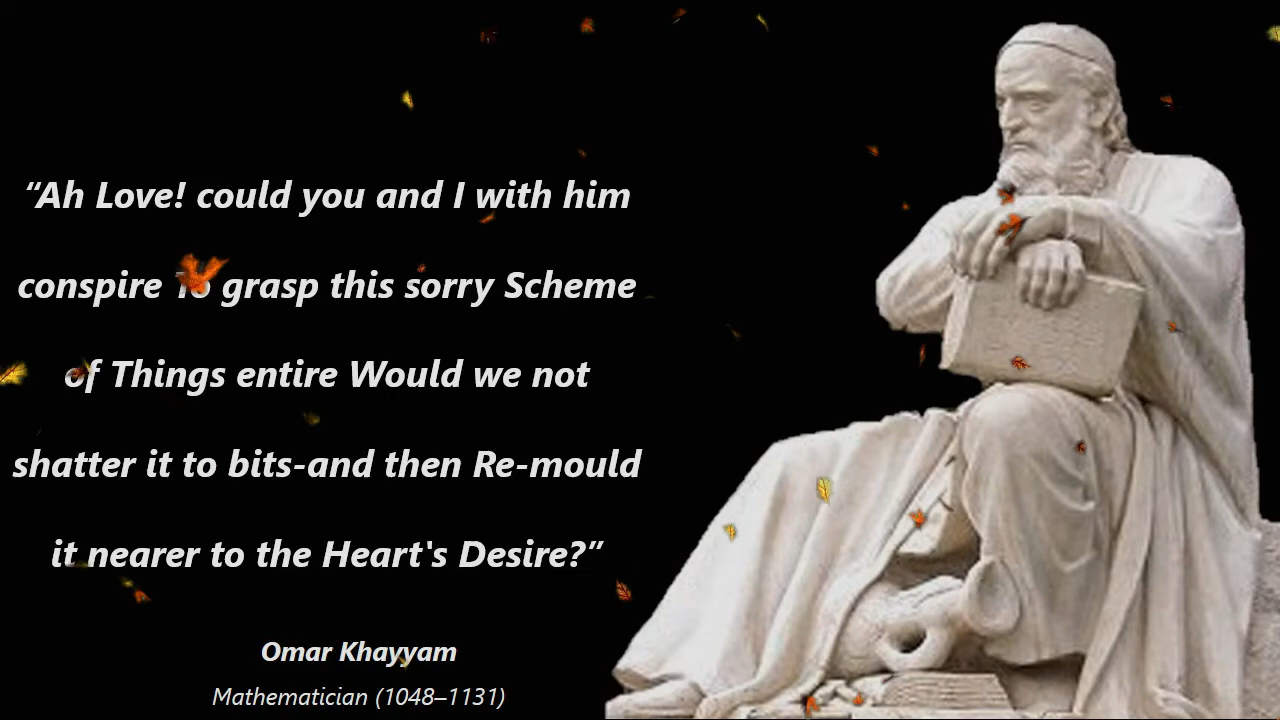 “Ah Love! could you and I with him
conspire To grasp this sorry Scheme
of Things entire Would we not
shatter it to bits-and then Re-mould
it nearer to the Heart's Desire?”
Omar Khayyam
Mathematician (1048–1131)